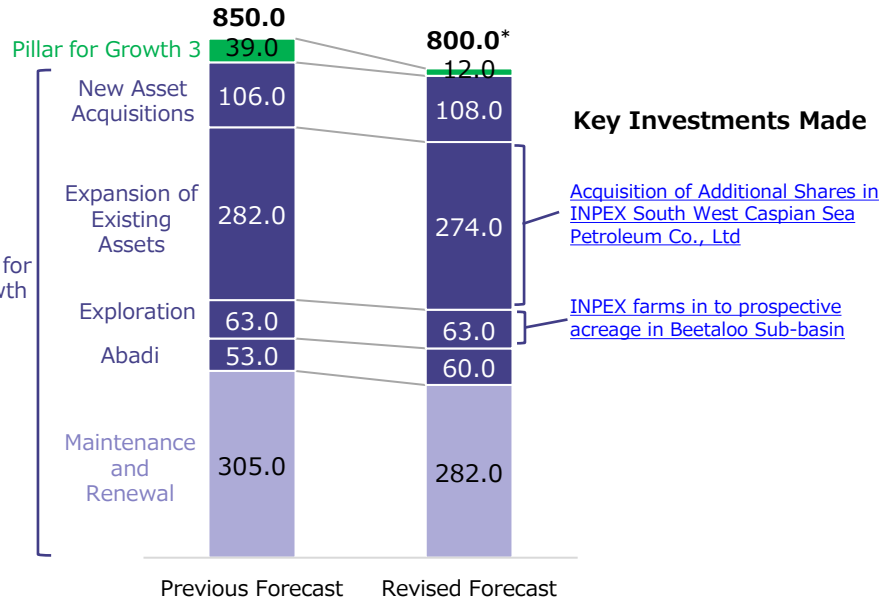 850.0
800.0*
Pillar for Growth 3
39.0
12.0
New Asset
Acquisitions
106.0
108.0
Key Investments Made
Expansion of
Existing
Assets
282.0
274.0
Acquisition of Additional Shares in
INPEX South West Caspian Sea
Petroleum Co., Ltd
for
Exploration
63.0
63.0
INPEX farms in to prospective
acreage in Beetaloo Sub-basin
Abadi
53.0
60.0
Maintenance
and
Renewal
305.0
282.0
Previous Forecast
Revised Forecast